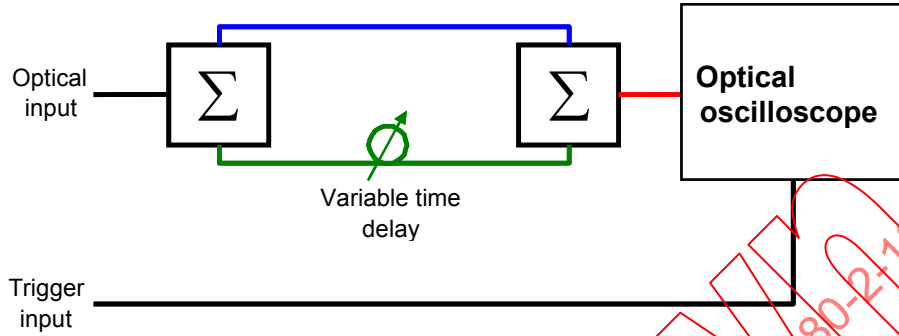 Optical
input
Σ
Σ
Optical
oscilloscope
Variable time
delay
Trigger
input